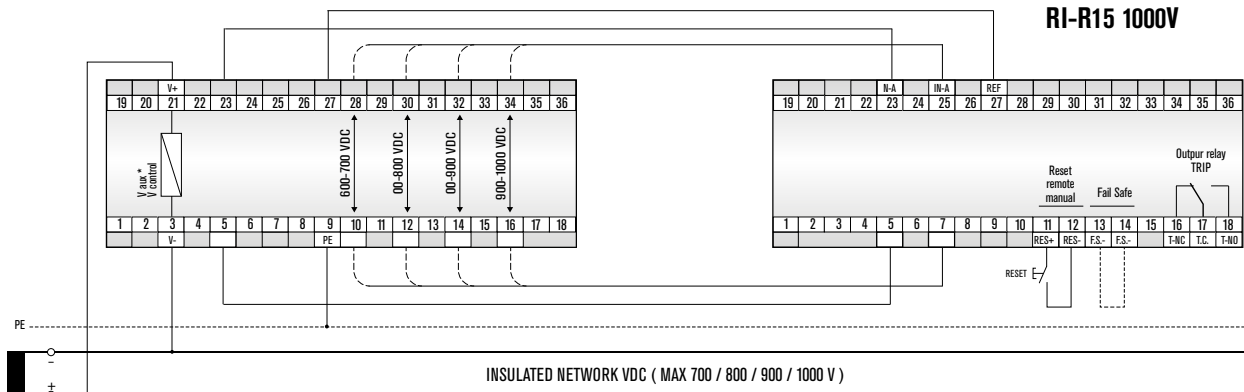 RI-R15 1000V
V+
19 20 21 22 23 24 25 26 27 28 29 30 31 32 33 34 35 36
V aux *
V control
600-700 VDC
00-800 VDC
00-900 VDC
900-1000 VDC
1 2 3 4 5 6 7 8 9 10 11 12 13 14 15 16 17 18
V- PE
N-A IN-A REF
19 20 21 22 23 24 25 26 27 28 29 30 31 32 33 34 35 36
Reset
remote
manual
Fail Safe
Outpur relay
TRIP
1 2 3 4 5 6 7 8 9 10 11 12 13 14 15 16 17 18
RES+ RES- F.S.- F.S.- T-NC T.C. T-NO
RESET
PE
-
+
INSULATED NETWORK VDC ( MAX 700 / 800 / 900 / 1000 V )